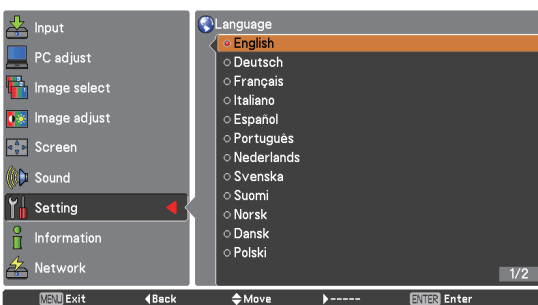 Input
PC adjust
Image select
Image adjust
Screen
Sound
Setting
Information
Network
Language
English
Deutsch
Français
Italiano
Español
Português
Nederlands
Svenska
Suomi
Norsk
Dansk
Polski
1/2
MENU Exit
Back
Move
-----
ENTER Enter